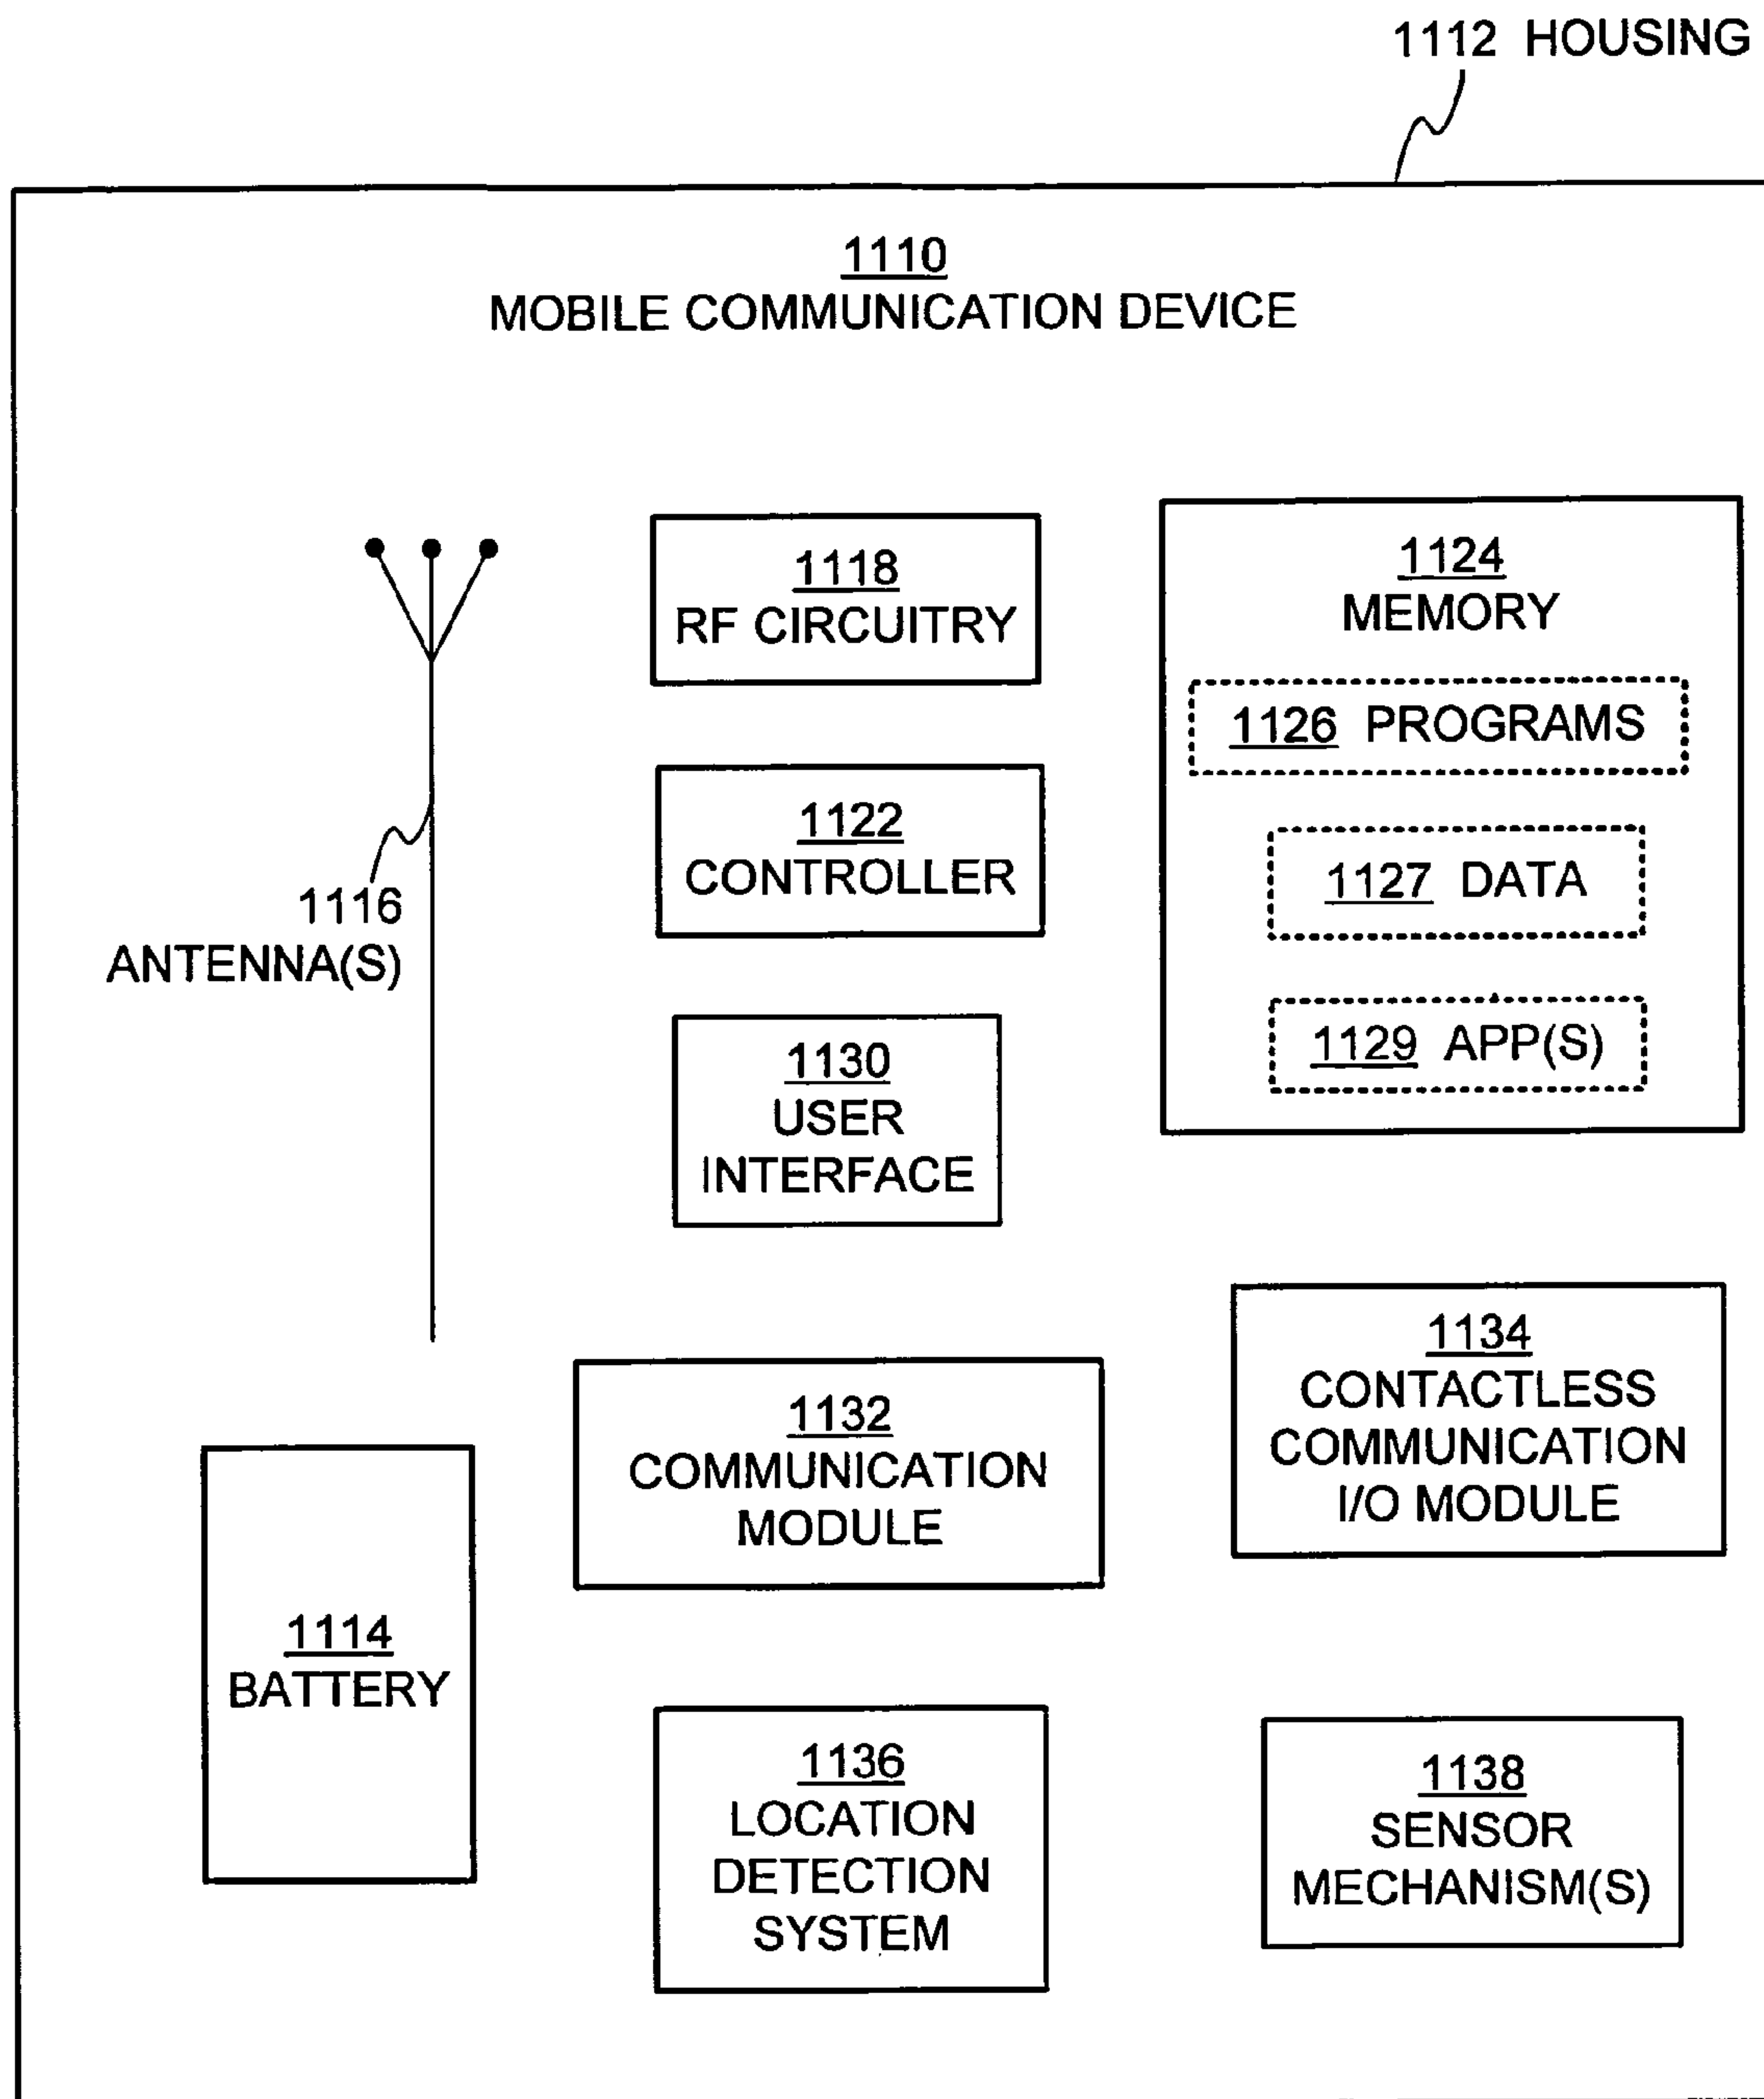 1112 HOUSING
1110
MOBILE COMMUNICATION DEVICE
1118
RF CIRCUITRY
1124
MEMORY
1126 PROGRAMS
1127 DATA
1129 APP(S)
1122
CONTROLLER
1116
ANTENNA(S)
1130
USER
INTERFACE
1132
COMMUNICATION
MODULE
1134
CONTACTLESS
COMMUNICATION
I/O MODULE
1114
BATTERY
1136
LOCATION
DETECTION
SYSTEM
1138
SENSOR
MECHANISM(S)